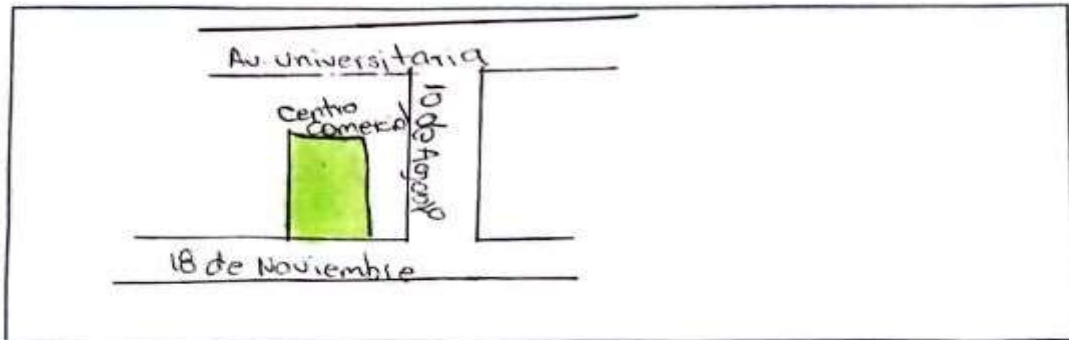 Av. Universitaria
Centro
comercial
10 de Agosto
18 de Noviembre